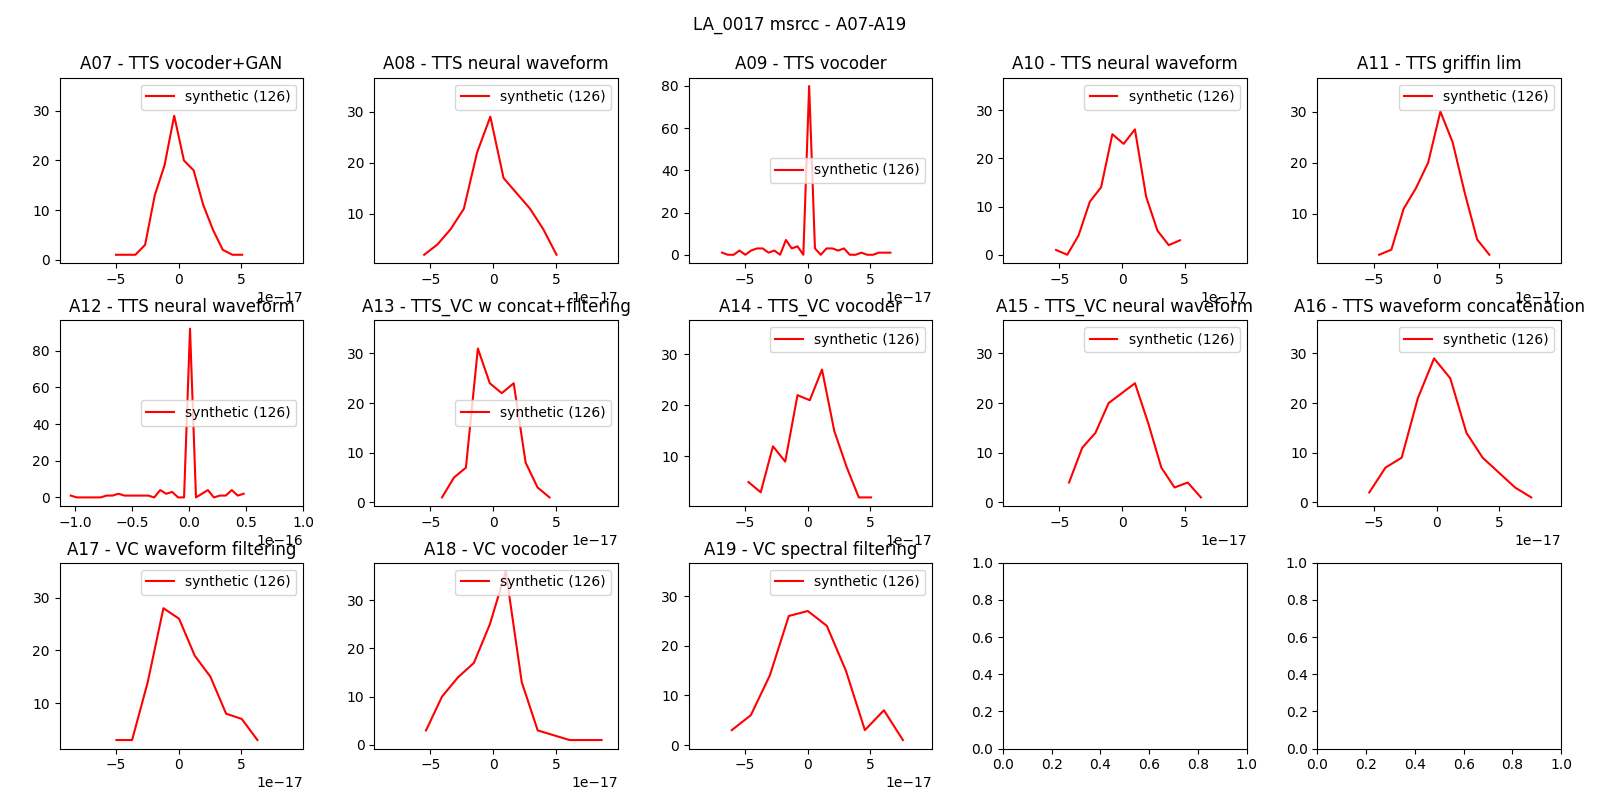 LA_0017 msrcc - A07-A19
A07 - TTS vocoder+GAN
A08 - TTS neural waveform
A09 - TTS vocoder
A10 - TTS neural waveform
A11 - TTS griffin lim
synthetic (126)
synthetic (126)
synthetic (126)
synthetic (126)
synthetic (126)
30
20
10
0
30
20
10
80
60
40
20
0
30
20
10
0
30
20
10
−5 0 5
1e−17
−5 0 5
1e−17
−5 0 5
1e−17
−5 0 5
1e−17
−5 0 5
1e−17
A12 - TTS neural waveform
A13 - TTS_VC w concat+filtering
A14 - TTS_VC vocoder
A15 - TTS_VC neural waveform
A16 - TTS waveform concatenation
synthetic (126)
synthetic (126)
synthetic (126)
synthetic (126)
synthetic (126)
80
60
40
20
0
30
20
10
0
30
20
10
30
20
10
0
30
20
10
0
−1.0 −0.5 0.0 0.5 1.0
1e−16
−5 0 5
1e−17
−5 0 5
1e−17
−5 0 5
1e−17
−5 0 5
1e−17
A17 - VC waveform filtering
A18 - VC vocoder
A19 - VC spectral filtering
synthetic (126)
synthetic (126)
synthetic (126)
30
20
10
30
20
10
0
30
20
10
0
1.0
0.8
0.6
0.4
0.2
0.0
1.0
0.8
0.6
0.4
0.2
0.0
−5 0 5
1e−17
−5 0 5
1e−17
−5 0 5
1e−17
0.0 0.2 0.4 0.6 0.8 1.0
0.0 0.2 0.4 0.6 0.8 1.0